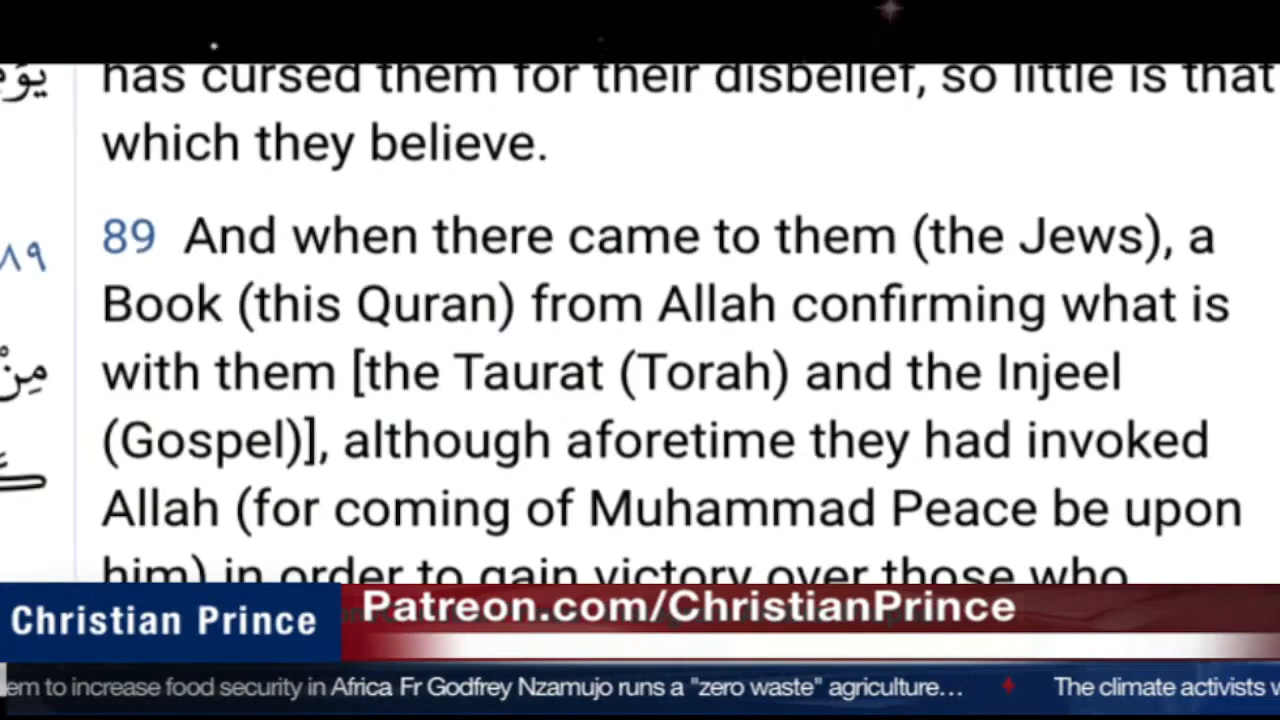 has cursed them for their disbelief, so little is that
which they believe.
89 And when there came to them (the Jews), a
Book (this Quran) from Allah confirming what is
with them [the Taurat (Torah) and the Injeel
(Gospel)], although aforetime they had invoked
Allah (for coming of Muhammad Peace be upon
him) in order to gain victory over those who
٨٩
مِنْ
Christian Prince
Patreon.com/ChristianPrince
em to increase food security in Africa Fr Godfrey Nzamujo runs a "zero waste" agriculture... The climate activists